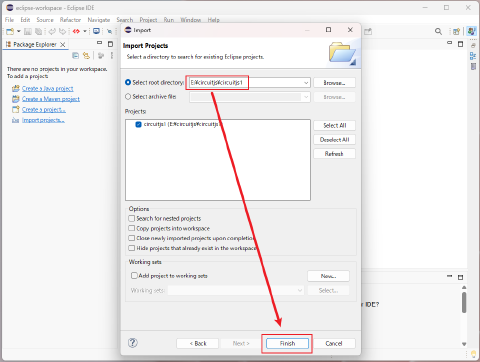 eclipse-workspace - Eclipse IDE
File Edit Source Refactor Navigate Search Project Run Window Help
Package Explorer
There are no projects in your workspace.
To add a project:
Create a Java project
Create a Maven project
Create a project...
Import projects...
Import
Import Projects
Select a directory to search for existing Eclipse projects.
Select root directory:
E:¥circuitjs¥circuitjs1
Browse...
Select archive file:
Browse...
Projects:
circuitjs1 (E:¥circuitjs¥circuitjs
Select All
Deselect All
Refresh
Options
Search for nested projects
Copy projects into workspace
Close newly imported projects upon completion
Hide projects that already exist in the workspace
Working sets
Add project to working sets
New...
Working sets:
Select...
IDE?
< Back
Next >
Finish
Cancel